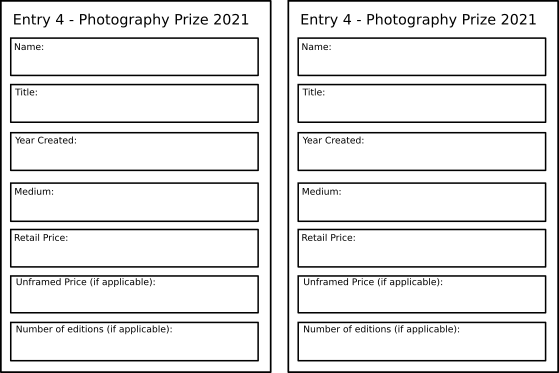 Entry 4 - Photography Prize 2021
Name:
Title:
Year Created:
Medium:
Retail Price:
Unframed Price (if applicable):
Number of editions (if applicable):
Entry 4 - Photography Prize 2021
Name:
Title:
Year Created:
Medium:
Retail Price:
Unframed Price (if applicable):
Number of editions (if applicable):